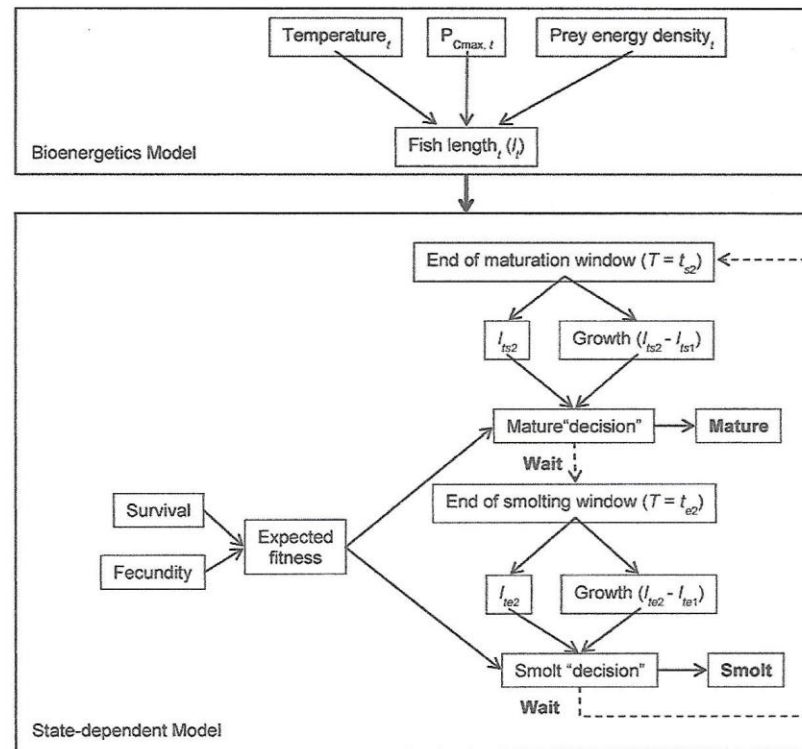 Temperature_t
P_Cmax, t
Prey energy density_t
Fish length_t (l_t)
Bioenergetics Model
End of maturation window (T = t_s2)
l_ts2
Growth (l_ts2 - l_ts1)
Mature“decision”
Mature
Wait
End of smolting window (T = t_e2)
Survival
Expected
fitness
Fecundity
l_te2
Growth (l_te2 - l_te1)
Smolt “decision”
Smolt
Wait
State-dependent Model